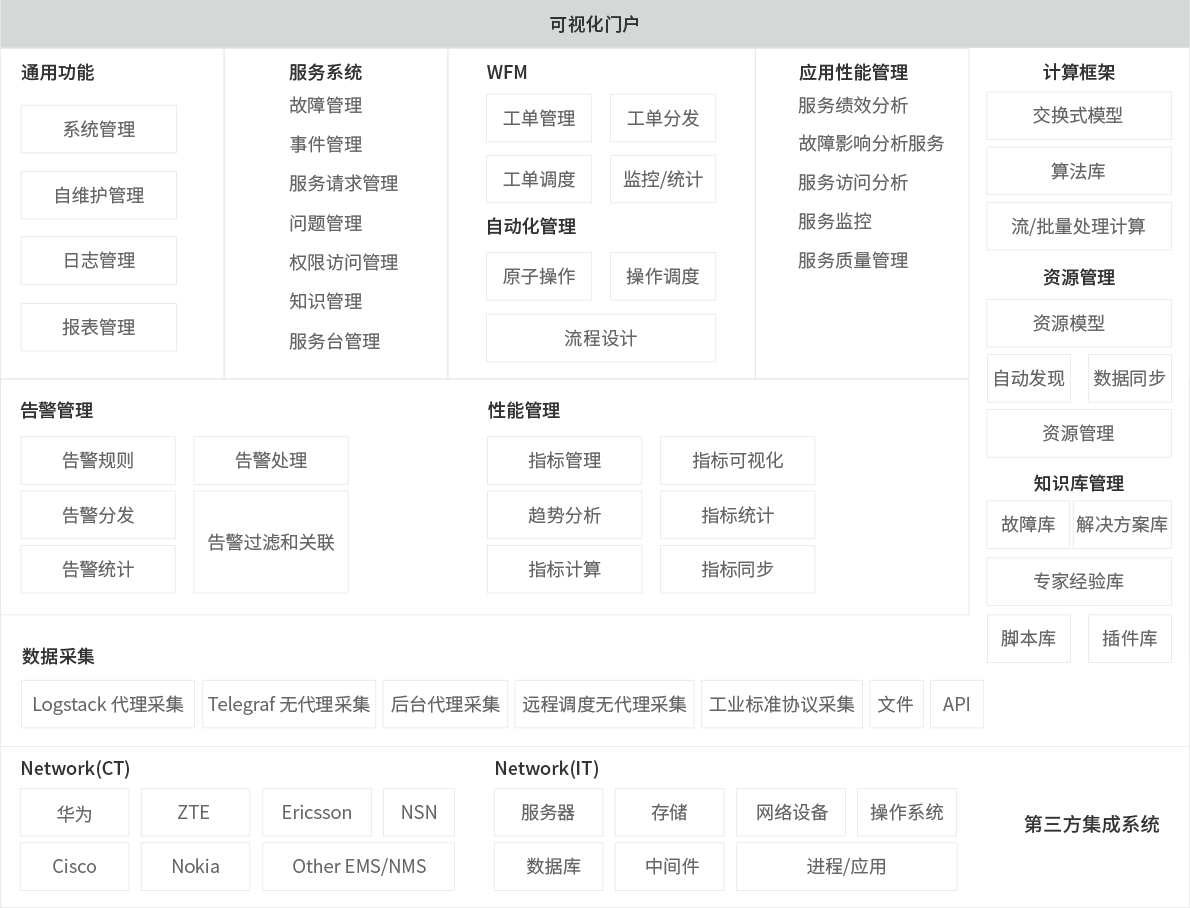 可视化门户
通用功能
系统管理
自维护管理
日志管理
报表管理
服务系统
故障管理
事件管理
服务请求管理
问题管理
权限访问管理
知识管理
服务台管理
WFM
工单管理
工单分发
工单调度
监控/统计
自动化管理
原子操作
操作调度
流程设计
应用性能管理
服务绩效分析
故障影响分析服务
服务访问分析
服务监控
服务质量管理
计算框架
交换式模型
算法库
流/批量处理计算
资源管理
资源模型
自动发现
数据同步
资源管理
知识库管理
故障库
解决方案库
专家经验库
脚本库
插件库
告警管理
告警规则
告警处理
告警分发
告警过滤和关联
告警统计
性能管理
指标管理
指标可视化
趋势分析
指标统计
指标计算
指标同步
数据采集
Logstack 代理采集
Telegraf 无代理采集
后台代理采集
远程调度无代理采集
工业标准协议采集
文件
API
Network(CT)
华为
ZTE
Ericsson
NSN
Cisco
Nokia
Other EMS/NMS
Network(IT)
服务器
存储
网络设备
操作系统
数据库
中间件
进程/应用
第三方集成系统